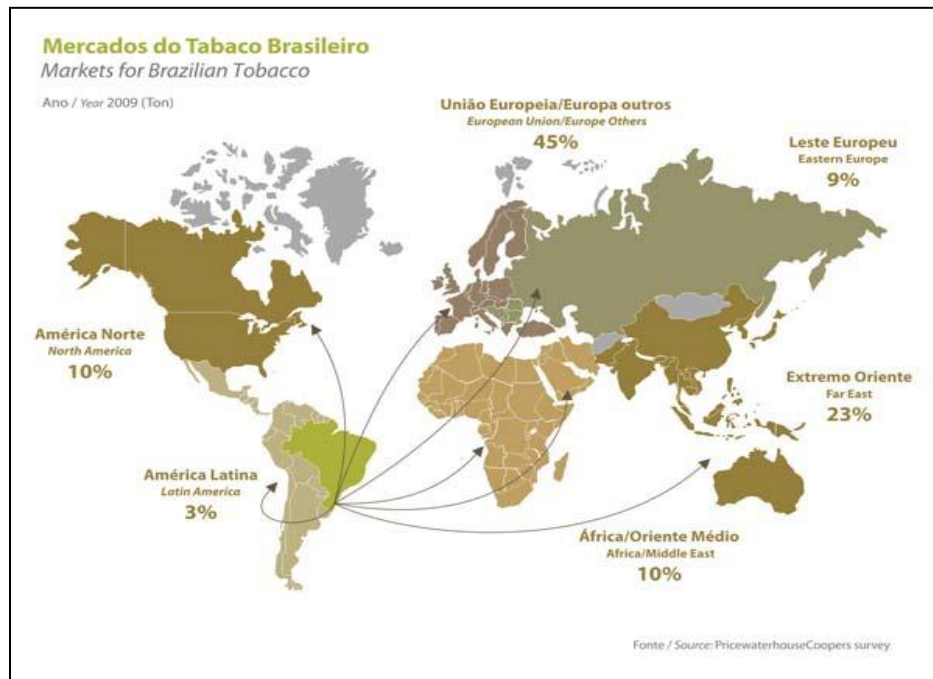 Mercados do Tabaco Brasileiro
Markets for Brazilian Tobacco
Ano / Year 2009 (Ton)
União Europeia/Europa outros
European Union/Europe Others
45%
Leste Europeu
Eastern Europe
9%
América Norte
North America
10%
Extremo Oriente
Far East
23%
América Latina
Latin America
3%
África/Oriente Médio
Africa/Middle East
10%
Fonte / Source: PricewaterhouseCoopers survey